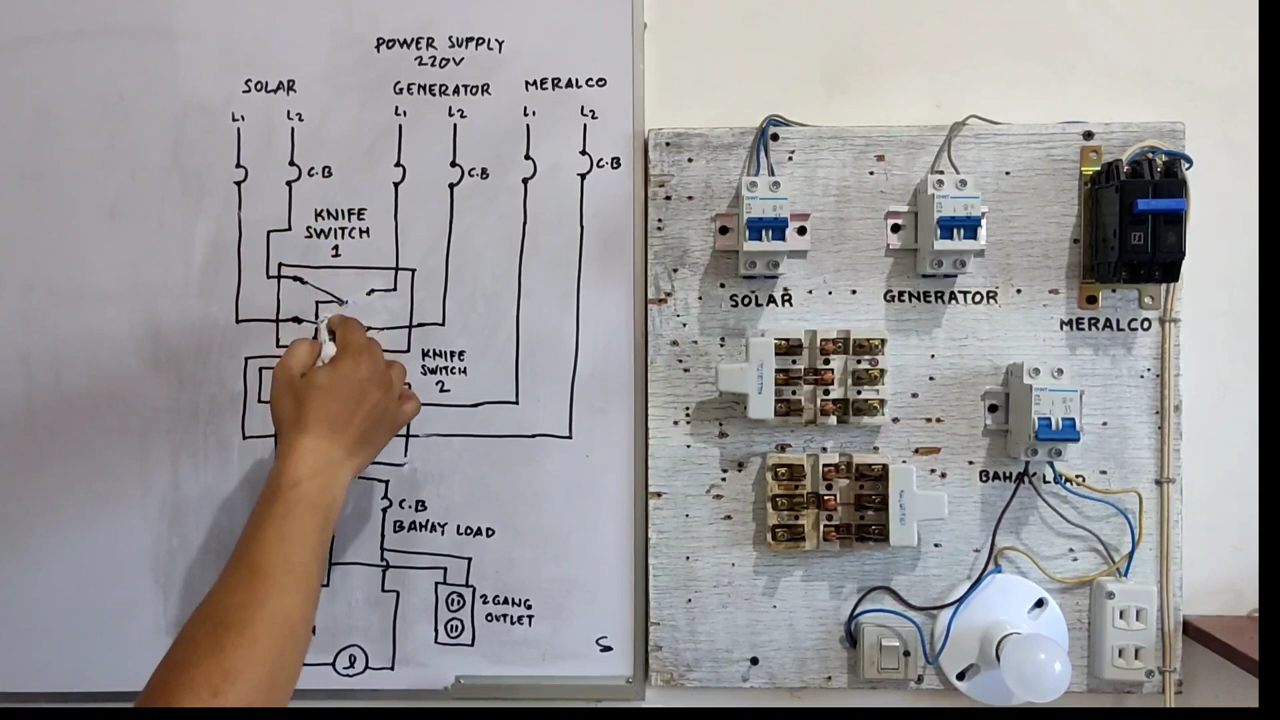 POWER SUPPLY
220V
SOLAR
GENERATOR
MERALCO
L1
L2
L1
L2
L1
L2
C.B
C.B
C.B
KNIFE
SWITCH
1
KNIFE
SWITCH
2
C.B
BAHAY LOAD
2 GANG
OUTLET
S
SOLAR
GENERATOR
MERALCO
BAHAY LOAD